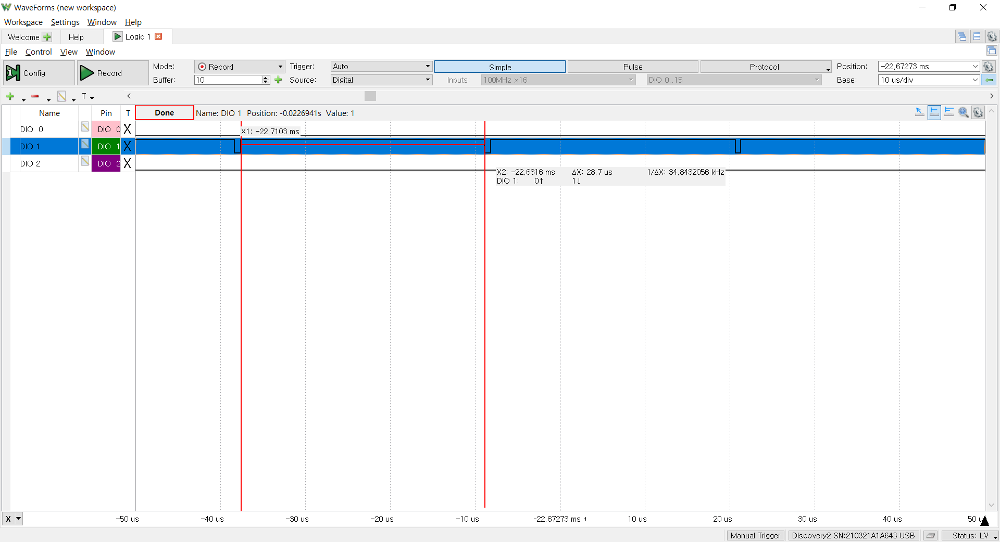 WaveForms (new workspace)
Workspace Settings Window Help
Welcome Help Logic 1
File Control View Window
Config Record Mode: Record Trigger: Auto Simple Pulse Protocol Position: -22,67273 ms
Buffer: 10 Source: Digital Inputs: 100MHz x16 DIO 0,,15 Base: 10 us/div
T
Name Pin T Done Name: DIO 1 Position: -0.0226941s Value: 1
DIO 0 DIO 0 X X1: -22,7103 ms
DIO 1 DIO 1 X
DIO 2 DIO 2 X
X2: -22,6816 ms ΔX: 28,7 us 1/ΔX: 34,8432056 kHz
DIO 1: 0↑ 1↓
X -50 us -40 us -30 us -20 us -10 us -22,67273 ms 10 us 20 us 30 us 40 us 50
Manual Trigger Discovery2 SN:210321A1A643 USB Status: LV